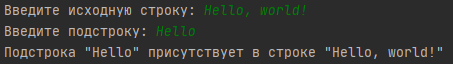 Введите исходную строку: Hello, world!
Введите подстроку: Hello
Подстрока "Hello" присутствует в строке "Hello, world!"